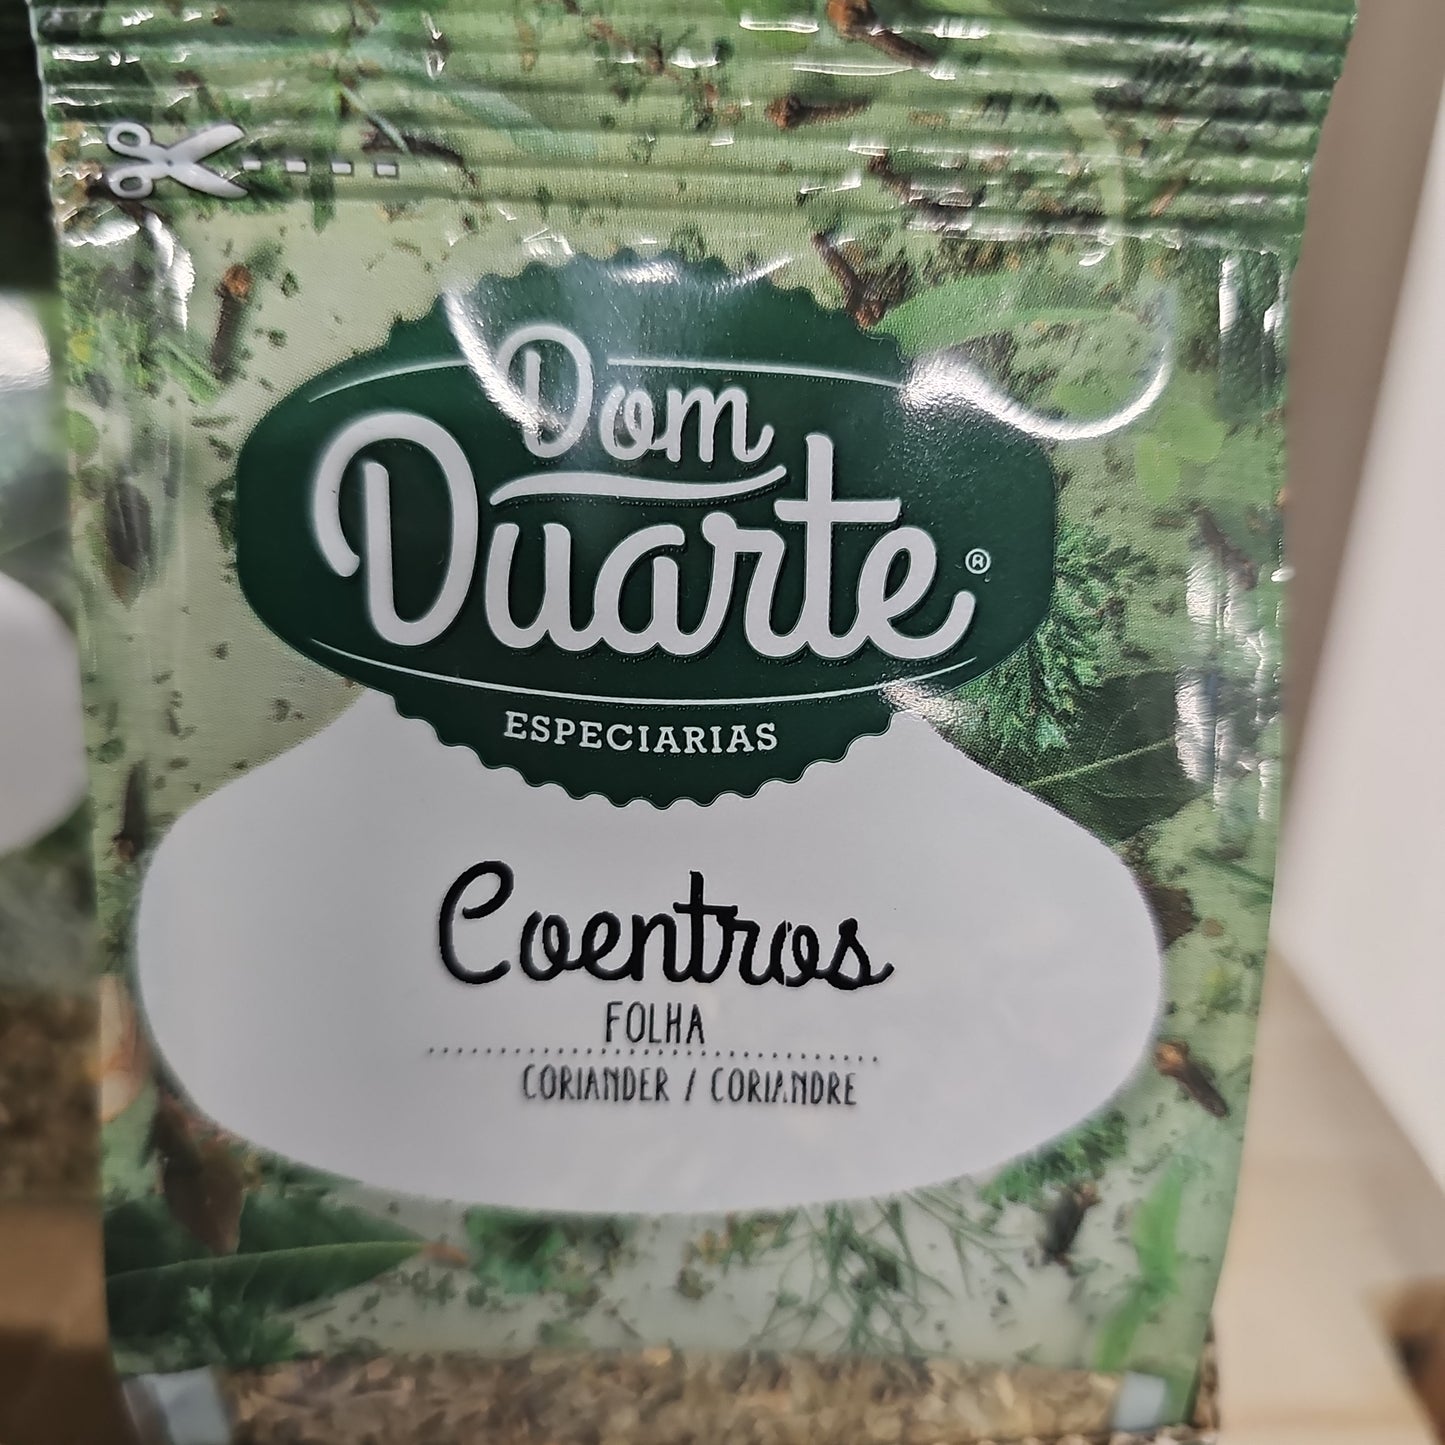 Dom
Duarte®
ESPECIARIAS
Coentros
FOLHA
CORIANDER / CORIANDRE